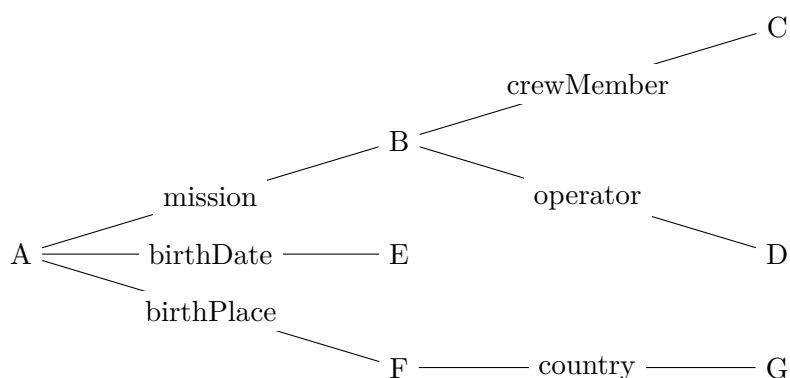 C
crewMember
B
mission
operator
A
birthDate
E
D
birthPlace
F
country
G